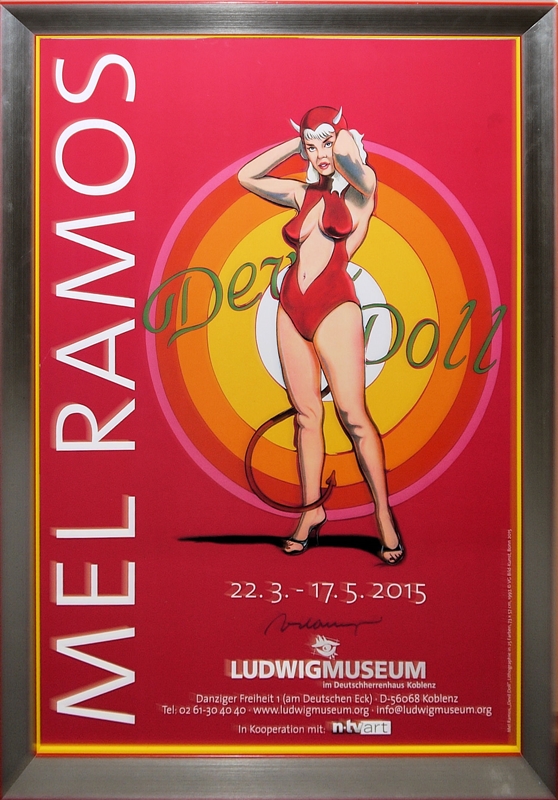 MEL RAMOS
Dev Doll
22. 3. - 17. 5. 2015
LUDWIGMUSEUM
im Deutschherrenhaus Koblenz
Danziger Freiheit 1 (am Deutschen Eck) · D-56068 Koblenz
Tel: 02 61-30 40 40 · www.ludwigmuseum.org · info@ludwigmuseum.org
In Kooperation mit: n-tv art